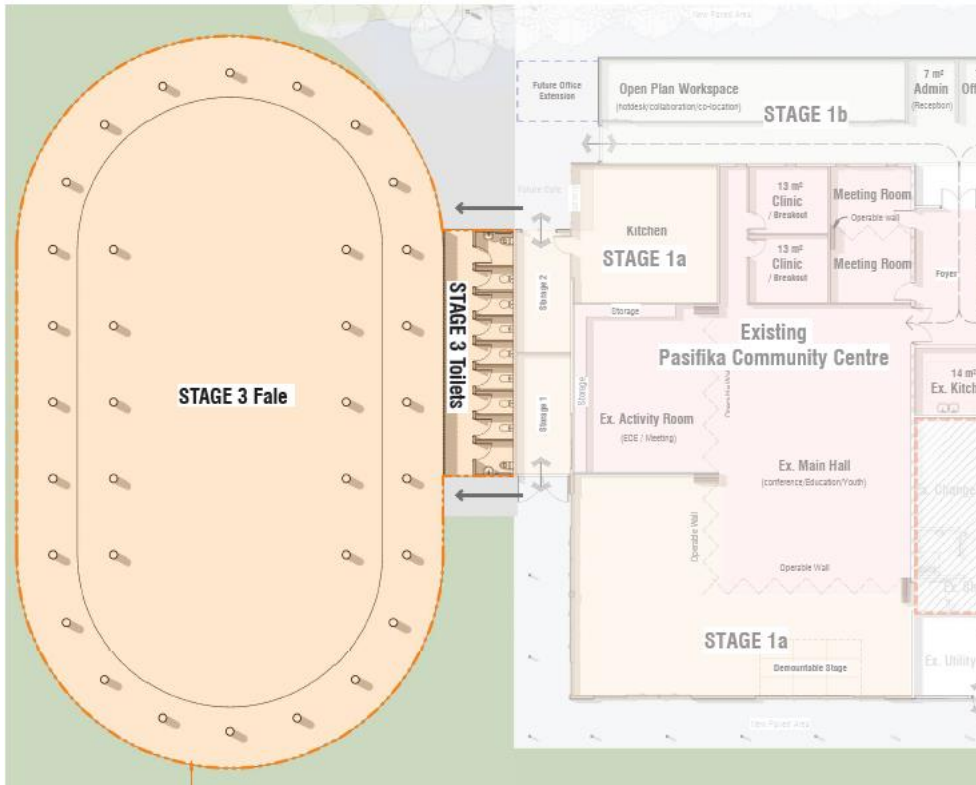 New Paved Area
Future Office
Extension
Open Plan Workspace
(hotdesk/collaboration/co-location)
STAGE 1b
7 m²
Admin
(Reception)
13 m²
Clinic
/ Breakout
Meeting Room
Operable wall
Kitchen
STAGE 1a
13 m²
Clinic
/ Breakout
Meeting Room
Foyer
Storage 2
STAGE 3 Toilets
Storage
Existing
Pasifika Community Centre
STAGE 3 Fale
Storage 1
Storage
Ex. Activity Room
(ECE / Meeting)
14 m²
Ex. Main Hall
(conference/Education/Youth)
Operable Wall
Operable Wall
STAGE 1a
Demountable Stage
Ex. Utility
New Paved Area